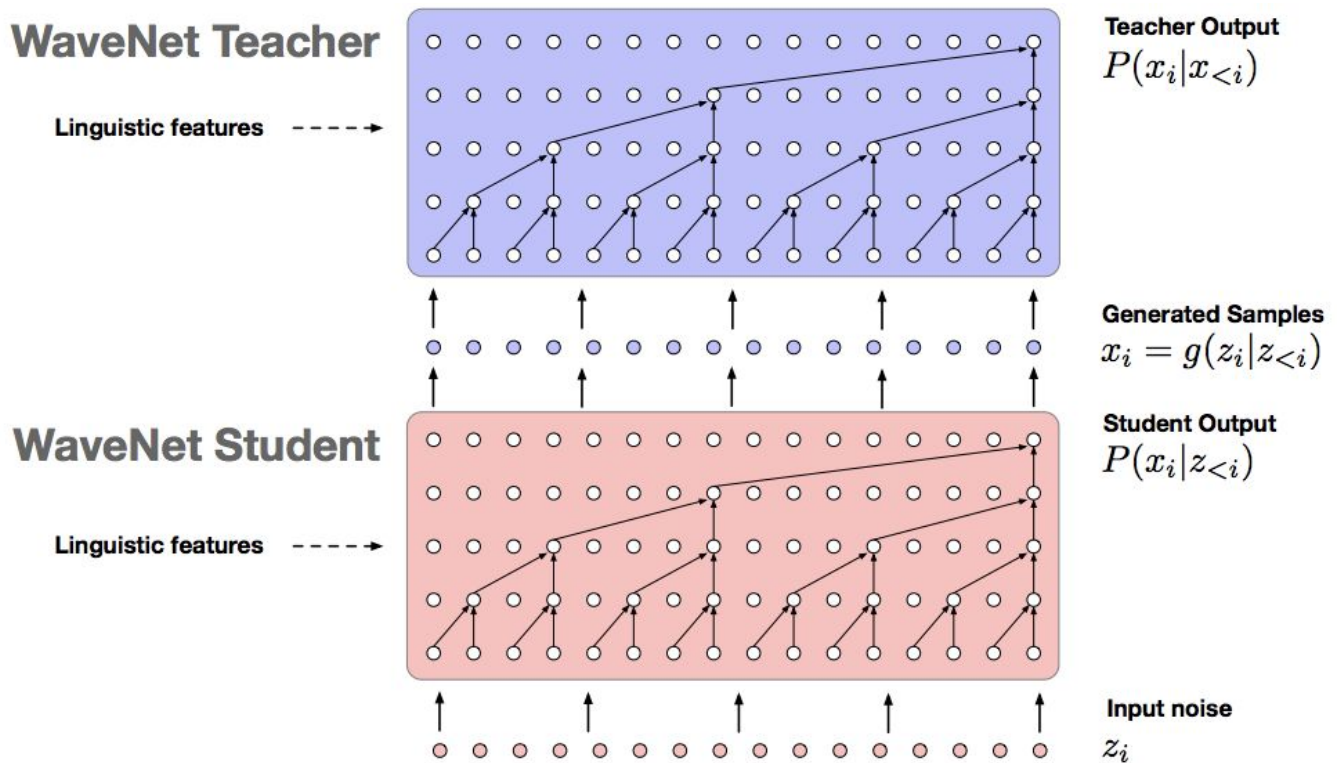 WaveNet Teacher
Linguistic features
Teacher Output
P(x_i|x_{<i})
Generated Samples
x_i = g(z_i|z_{<i})
WaveNet Student
Linguistic features
Student Output
P(x_i|z_{<i})
Input noise
z_i